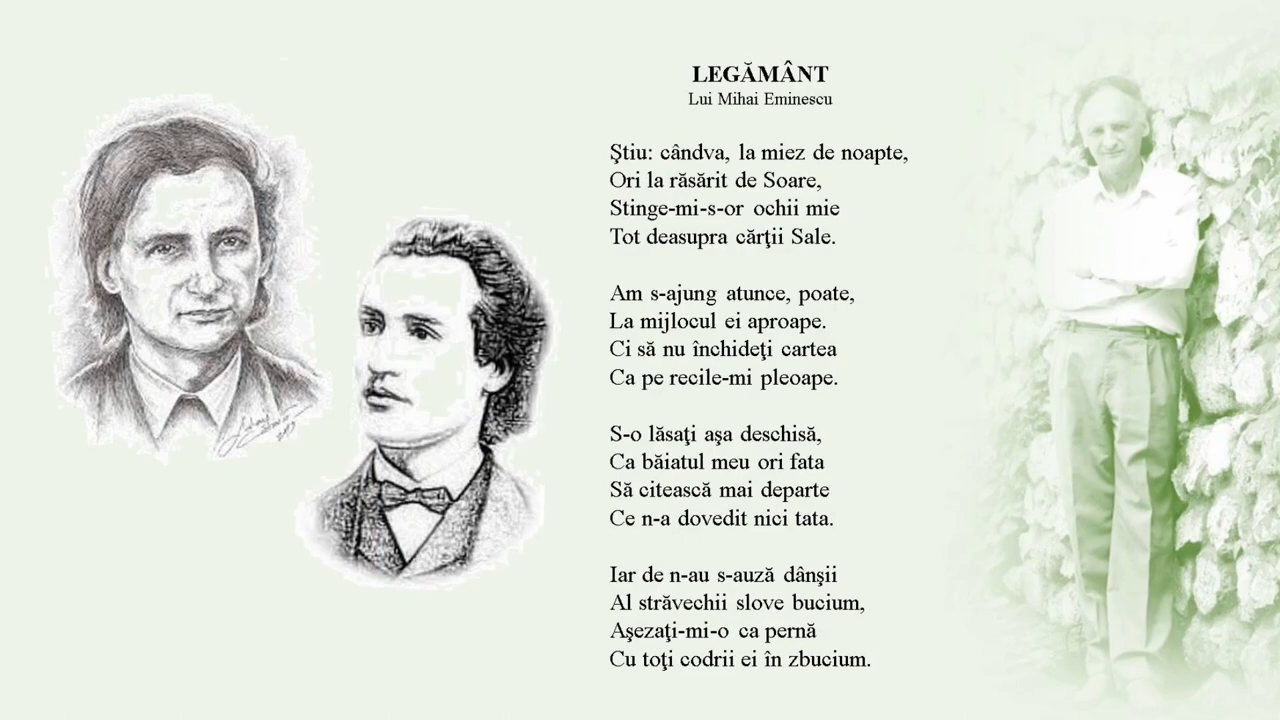 LEGĂMÂNT
Lui Mihai Eminescu
Ştiu: cândva, la miez de noapte,
Ori la răsărit de Soare,
Stinge-mi-s-or ochii mie
Tot deasupra cărţii Sale.
Am s-ajung atunce, poate,
La mijlocul ei aproape.
Ci să nu închideţi cartea
Ca pe recile-mi pleoape.
S-o lăsaţi aşa deschisă,
Ca băiatul meu ori fata
Să citească mai departe
Ce n-a dovedit nici tata.
Iar de n-au s-auză dânşii
Al străvechii slove bucium,
Aşezaţi-mi-o ca pernă
Cu toţi codrii ei în zbucium.